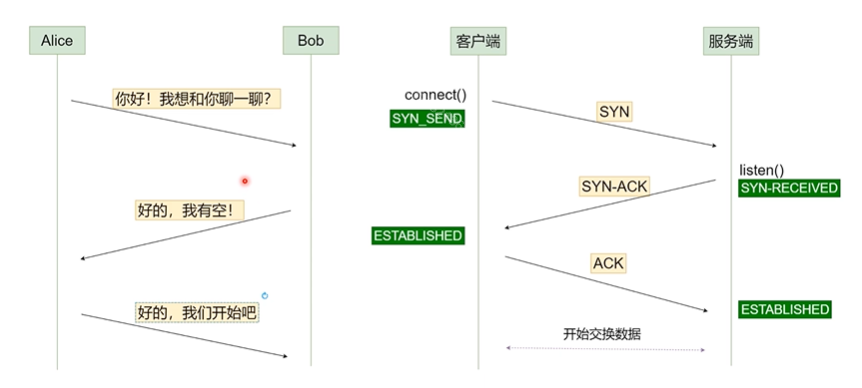 Alice
Bob
客户端
服务端
你好！我想和你聊一聊？
connect()
SYN_SEND
SYN
listen()
SYN-RECEIVED
SYN-ACK
好的，我有空！
ESTABLISHED
ACK
好的，我们开始吧
ESTABLISHED
开始交换数据